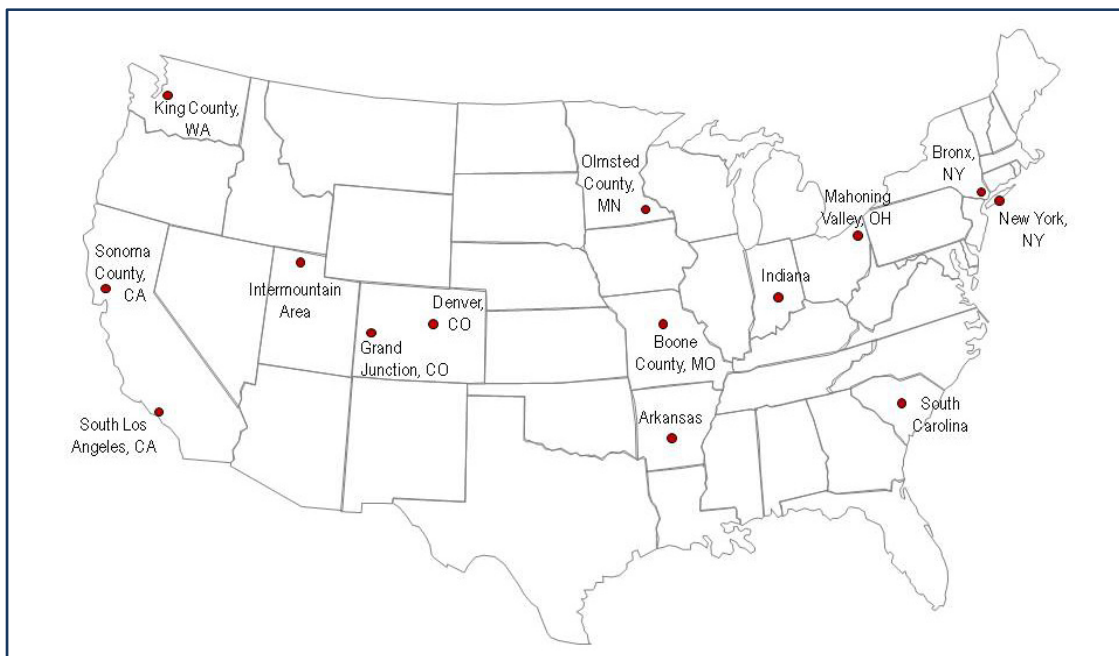 King County,
WA
Olmsted
County,
MN
Bronx,
NY
Mahoning
Valley, OH
New York,
NY
Sonoma
County,
CA
Intermountain
Area
Denver,
CO
Indiana
Grand
Junction, CO
Boone
County, MO
South Los
Angeles, CA
Arkansas
South
Carolina